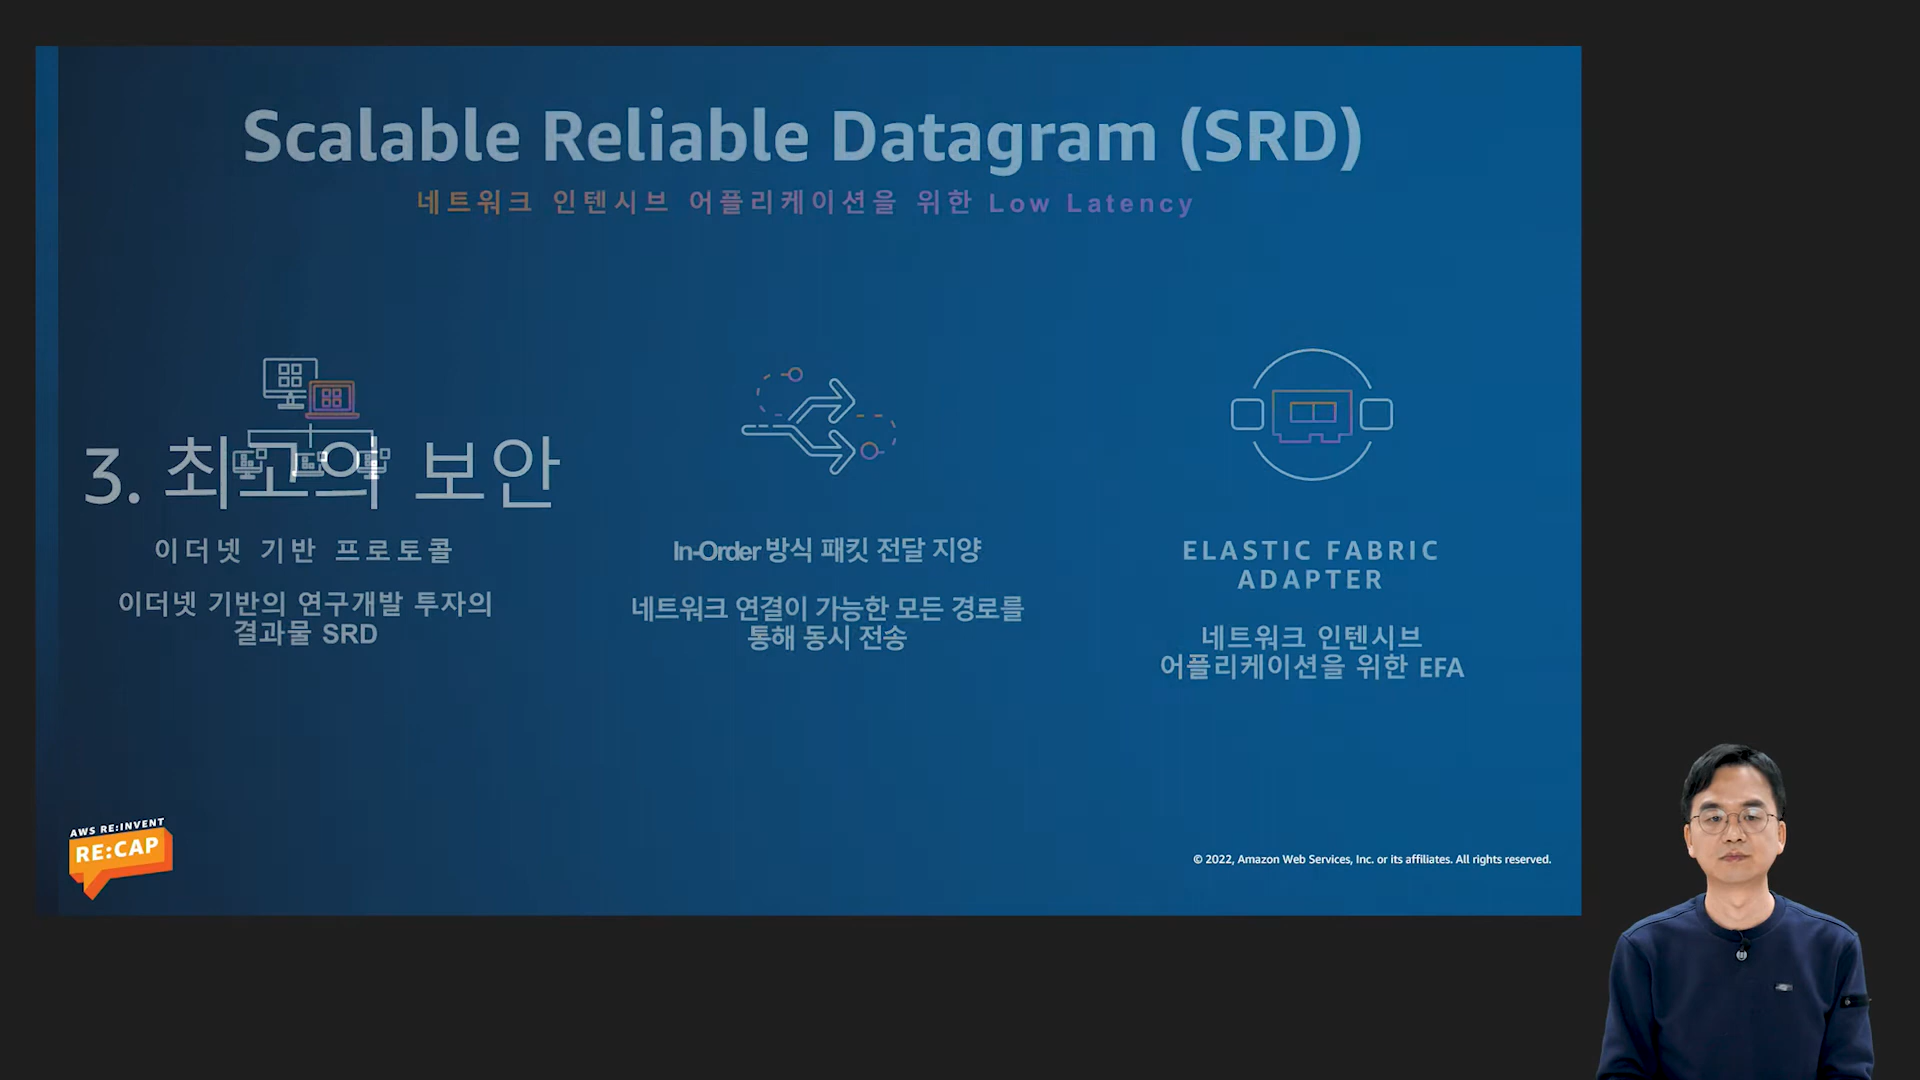 Scalable Reliable Datagram (SRD)
네트워크 인텐시브 어플리케이션을 위한 Low Latency
3. 최고의 보안
이더넷 기반 프로토콜
이더넷 기반의 연구개발 투자의
결과물 SRD
In-Order 방식 패킷 전달 지양
네트워크 연결이 가능한 모든 경로를
통해 동시 전송
ELASTIC FABRIC
ADAPTER
네트워크 인텐시브
어플리케이션을 위한 EFA
AWS RE:INVENT
RE:CAP
© 2022, Amazon Web Services, Inc. or its affiliates. All rights reserved.